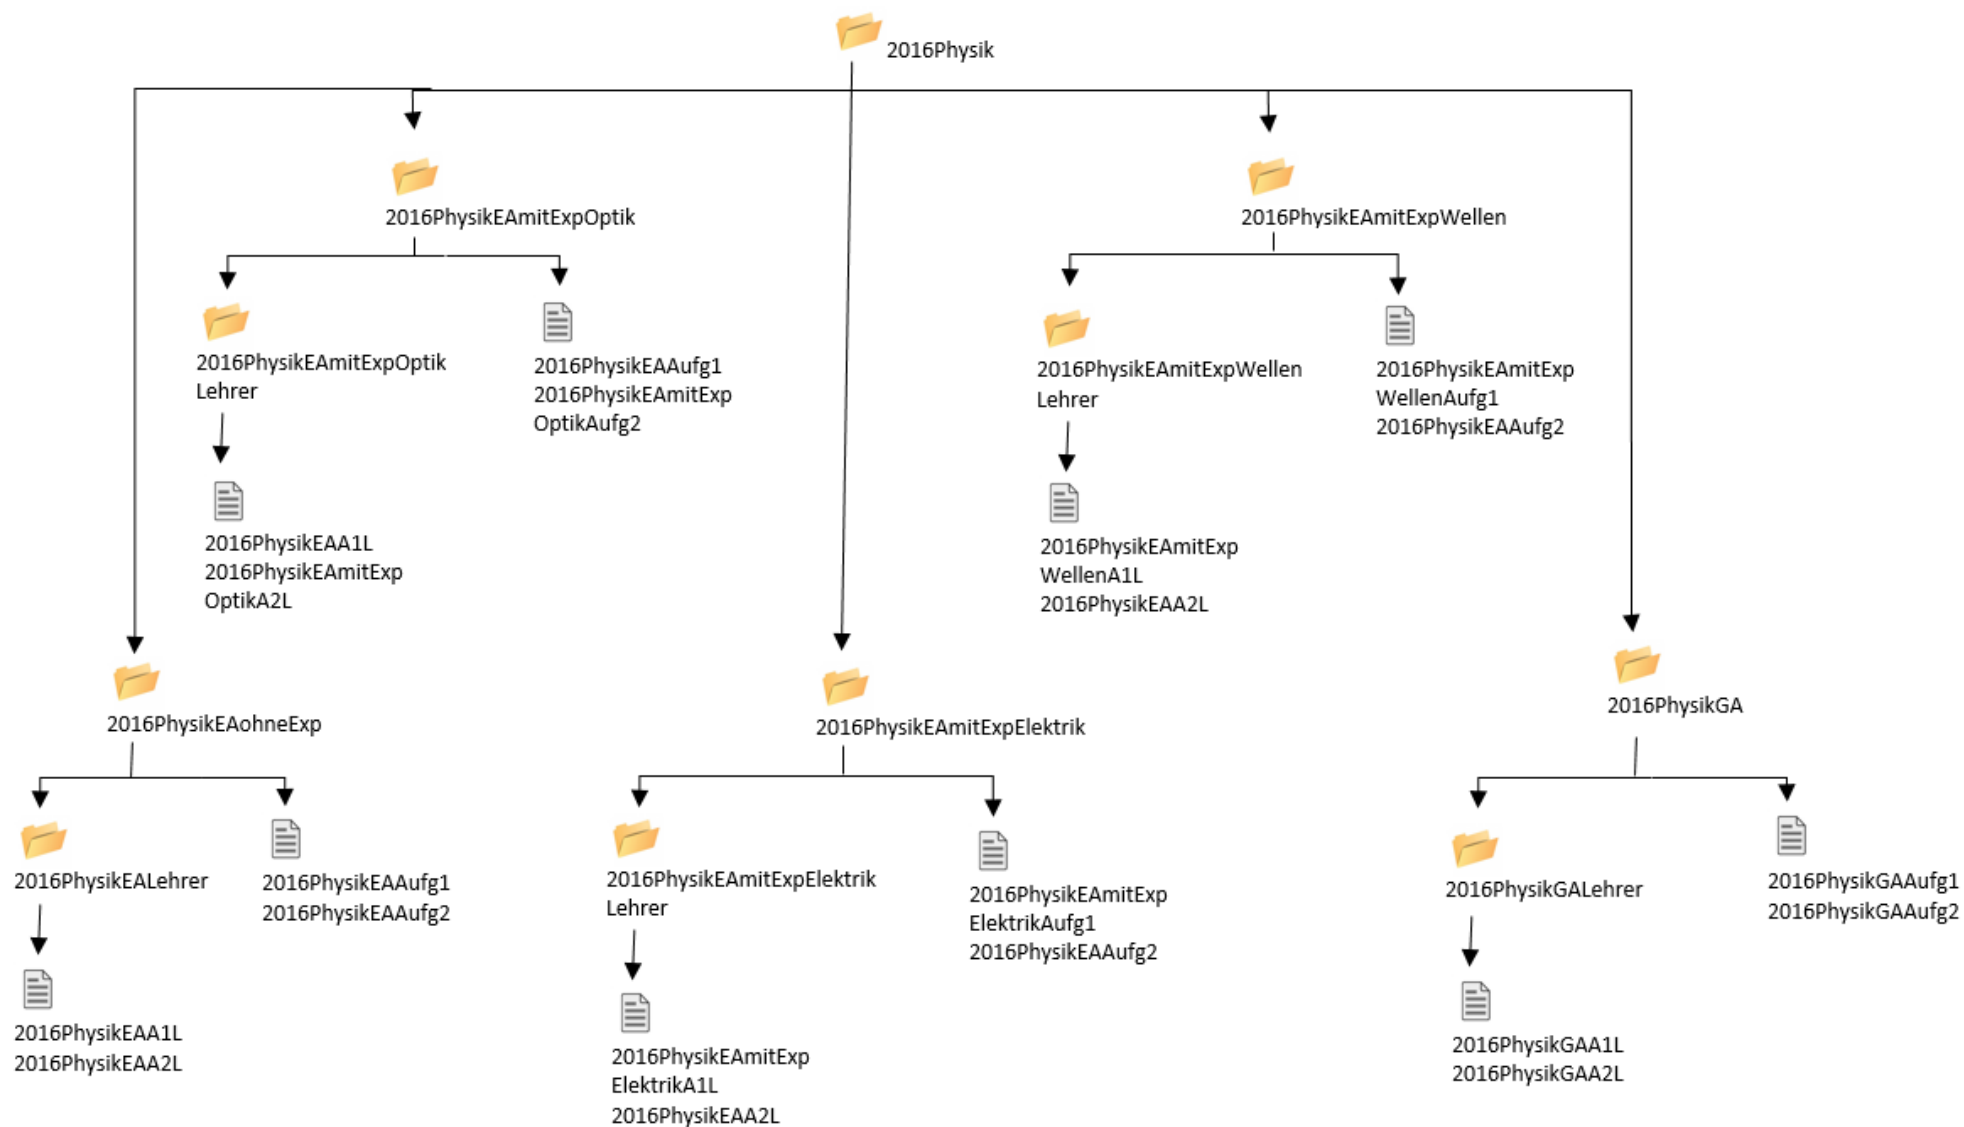 2016Physik
2016PhysikEAmitExpOptik
2016PhysikEAmitExpWellen
2016PhysikEAmitExpOptik
Lehrer
2016PhysikEAAufg1
2016PhysikEAmitExp
OptikAufg2
2016PhysikEAmitExpWellen
Lehrer
2016PhysikEAmitExp
WellenAufg1
2016PhysikEAAufg2
2016PhysikEAA1L
2016PhysikEAmitExp
OptikA2L
2016PhysikEAmitExp
WellenA1L
2016PhysikEAA2L
2016PhysikEAohneExp
2016PhysikEAmitExpElektrik
2016PhysikGA
2016PhysikEALehrer
2016PhysikEAAufg1
2016PhysikEAAufg2
2016PhysikEAmitExpElektrik
Lehrer
2016PhysikEAmitExp
ElektrikAufg1
2016PhysikEAAufg2
2016PhysikGALehrer
2016PhysikGAAufg1
2016PhysikGAAufg2
2016PhysikEAA1L
2016PhysikEAA2L
2016PhysikEAmitExp
ElektrikA1L
2016PhysikEAA2L
2016PhysikGAA1L
2016PhysikGAA2L